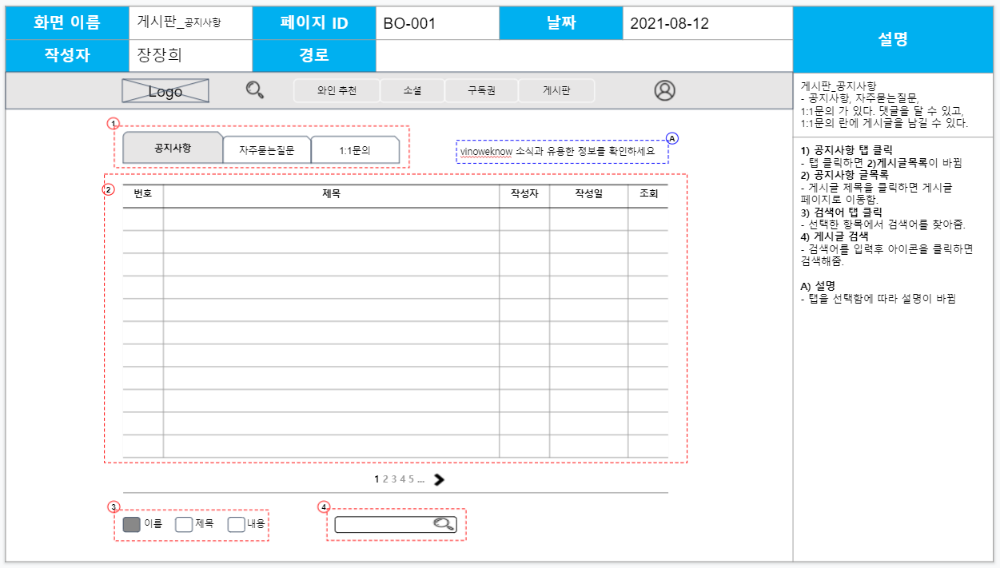 화면 이름 게시판_공지사항 페이지 ID BO-001 날짜 2021-08-12 설명
작성자 장장희 경로
Logo 와인 추천 소셜 구독권 게시판
1
공지사항 자주묻는질문 1:1문의
A
vinoweknow 소식과 유용한 정보를 확인하세요
2
번호 제목 작성자 작성일 조회
1 2 3 4 5 ...
3
이름 제목 내용
4
게시판_공지사항
- 공지사항, 자주묻는질문,
1:1문의 가 있다. 댓글을 달 수 있고,
1:1문의 란에 게시글을 남길 수 있다.
1) 공지사항 탭 클릭
- 탭 클릭하면 2)게시글목록이 바뀜
2) 공지사항 글목록
- 게시글 제목을 클릭하면 게시글
페이지로 이동함.
3) 검색어 탭 클릭
- 선택한 항목에서 검색어를 찾아줌.
4) 게시글 검색
- 검색어를 입력후 아이콘을 클릭하면
검색해줌.
A) 설명
- 탭을 선택함에 따라 설명이 바뀜